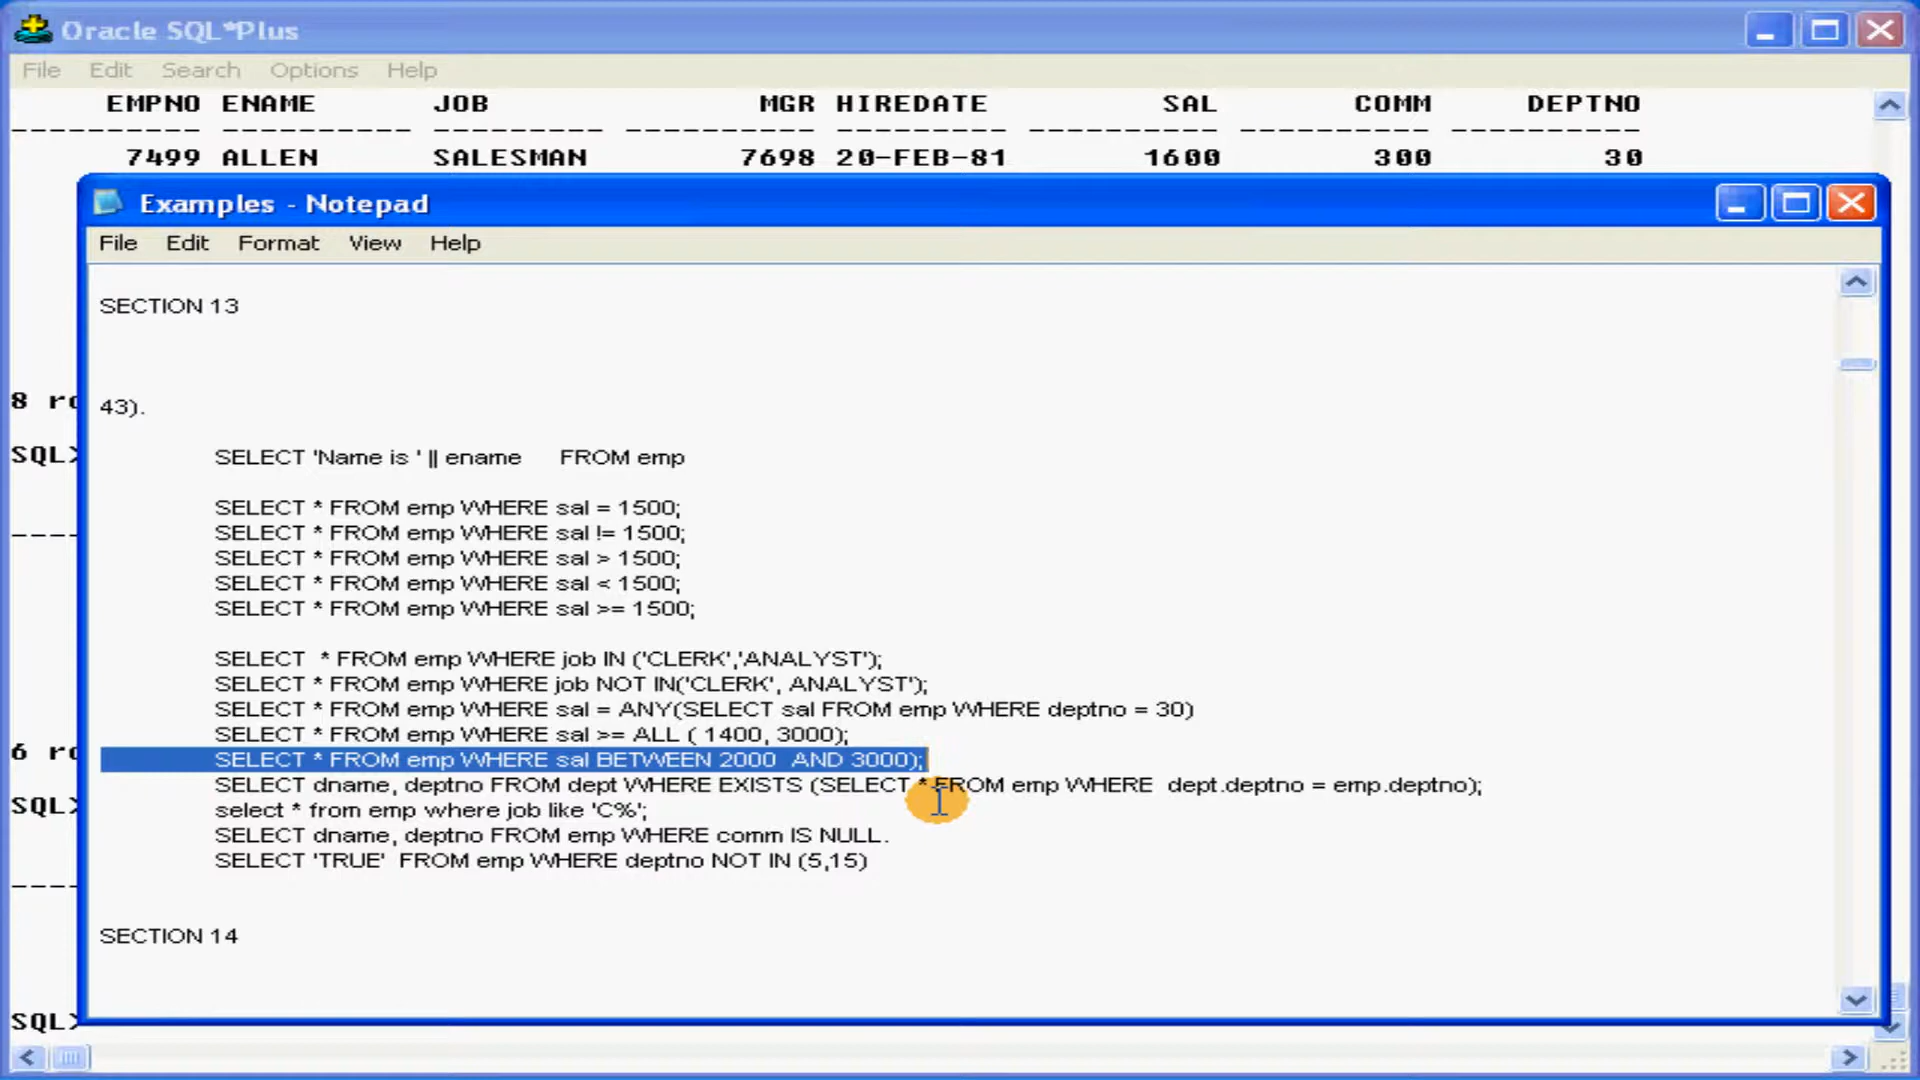 Oracle SQL*Plus
File Edit Search Options Help
EMPNO ENAME JOB MGR HIREDATE SAL COMM DEPTNO
---------- ---------- --------- ---------- --------- ---------- ---------- ----------
7499 ALLEN SALESMAN 7698 20-FEB-81 1600 300 30
Examples - Notepad
File Edit Format View Help
SECTION 13
8
43).
SQL>
SELECT 'Name is ' || ename FROM emp
SELECT * FROM emp WHERE sal = 1500;
SELECT * FROM emp WHERE sal != 1500;
SELECT * FROM emp WHERE sal > 1500;
SELECT * FROM emp WHERE sal < 1500;
SELECT * FROM emp WHERE sal >= 1500;
SELECT * FROM emp WHERE job IN ('CLERK','ANALYST');
SELECT * FROM emp WHERE job NOT IN('CLERK', ANALYST');
SELECT * FROM emp WHERE sal = ANY(SELECT sal FROM emp WHERE deptno = 30)
SELECT * FROM emp WHERE sal >= ALL ( 1400, 3000);
6
SELECT * FROM emp WHERE sal BETWEEN 2000 AND 3000);
SELECT dname, deptno FROM dept WHERE EXISTS (SELECT * FROM emp WHERE dept.deptno = emp.deptno);
SQL>
select * from emp where job like 'C%';
SELECT dname, deptno FROM emp WHERE comm IS NULL.
SELECT 'TRUE' FROM emp WHERE deptno NOT IN (5,15)
SECTION 14
SQL>